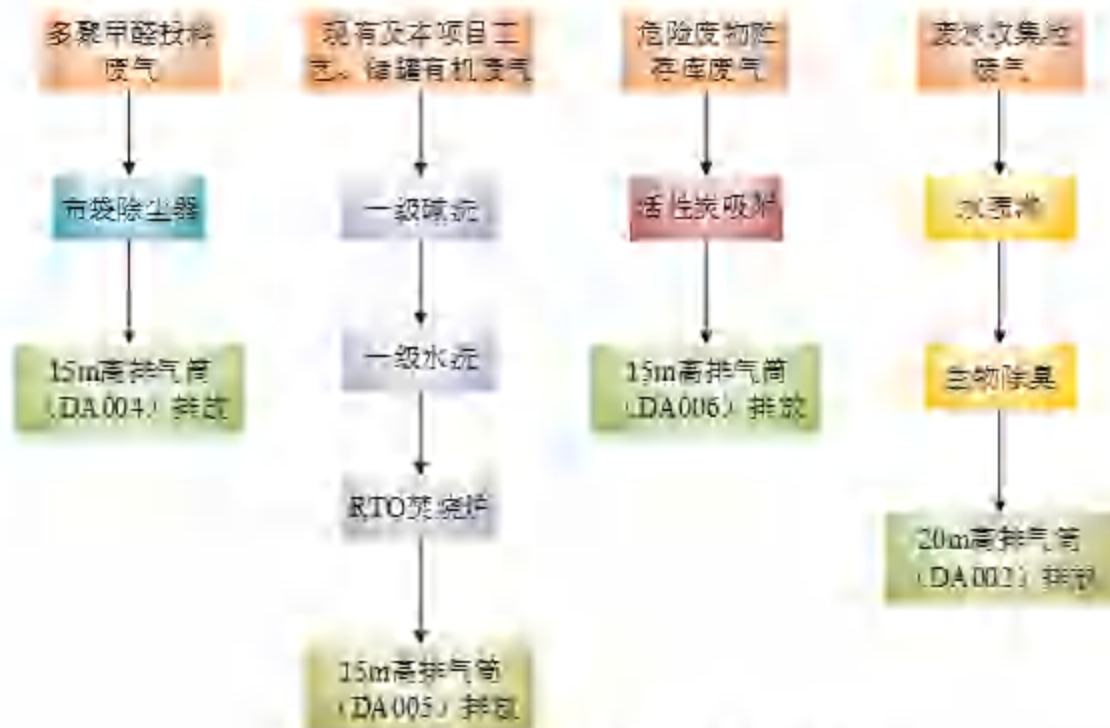 多聚甲醛投料
废气
现有及本项目工
艺、储罐有机废气
危险废物贮
存库废气
废水收集池
废气
布袋除尘器
一级碱洗
活性炭吸附
水喷淋
15m高排气筒
（DA004）排放
一级水洗
15m高排气筒
（DA006）排放
生物除臭
RTO焚烧炉
20m高排气筒
（DA002）排放
15m高排气筒
（DA005）排放